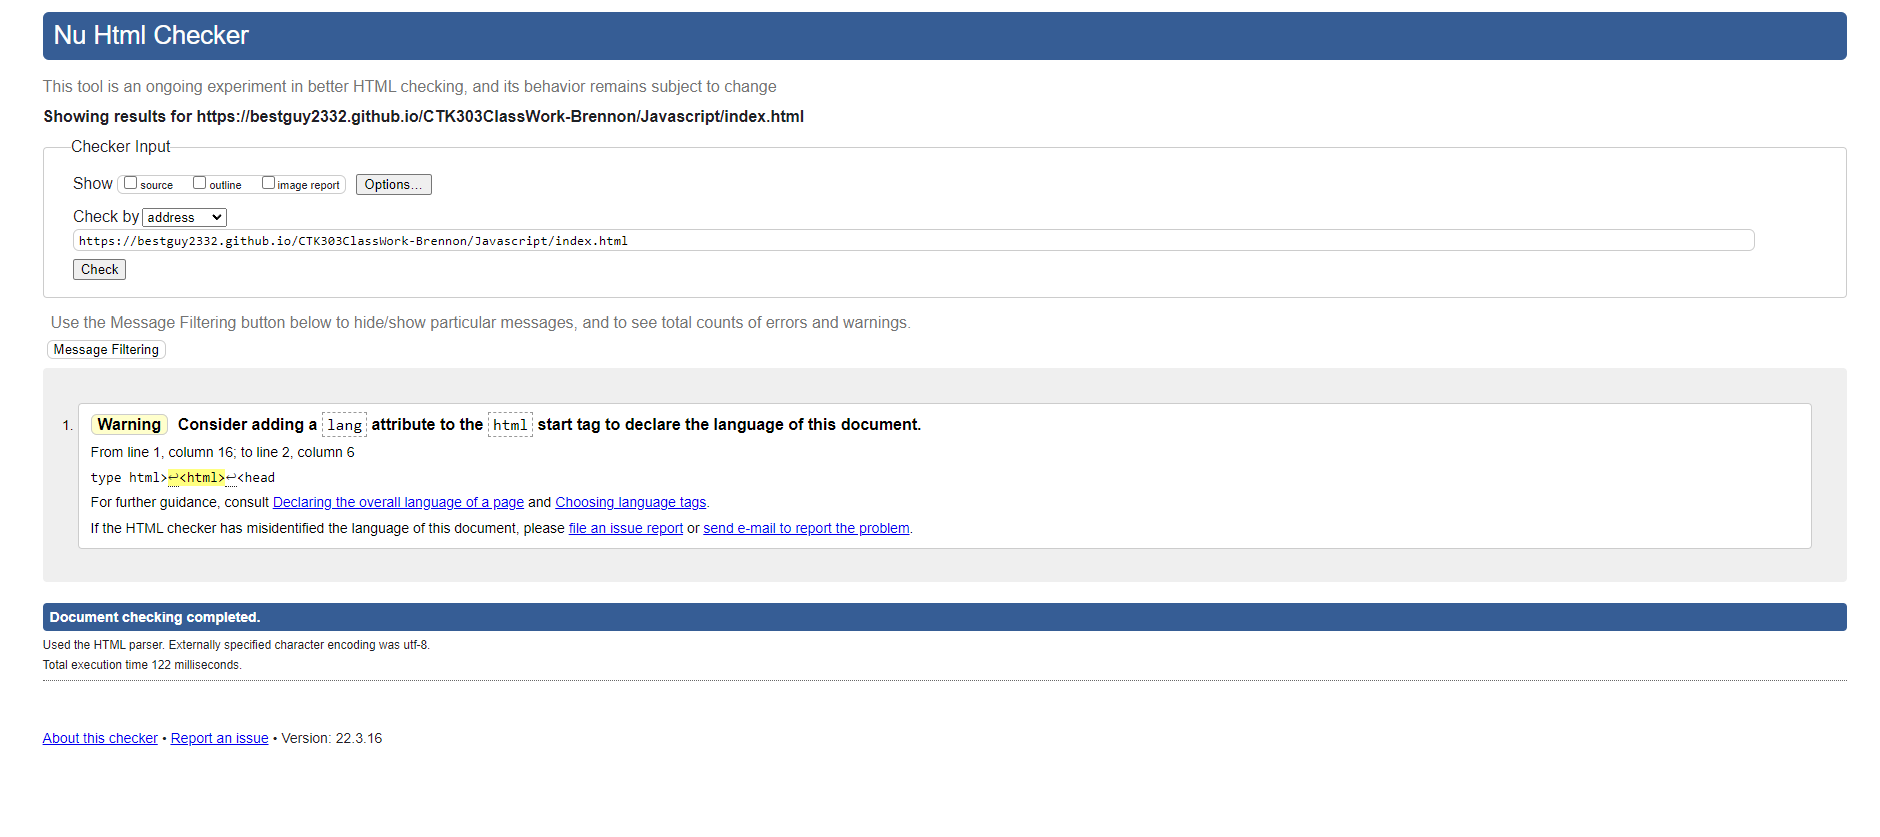 Nu Html Checker
This tool is an ongoing experiment in better HTML checking, and its behavior remains subject to change
Showing results for https://bestguy2332.github.io/CTK303ClassWork-Brennon/Javascript/index.html
Checker Input
Show source outline image report Options...
Check by address
https://bestguy2332.github.io/CTK303ClassWork-Brennon/Javascript/index.html
Check
Use the Message Filtering button below to hide/show particular messages, and to see total counts of errors and warnings.
Message Filtering
1. Warning Consider adding a lang attribute to the html start tag to declare the language of this document.
From line 1, column 16; to line 2, column 6
type html>↩<html>↩<head
For further guidance, consult Declaring the overall language of a page and Choosing language tags.
If the HTML checker has misidentified the language of this document, please file an issue report or send e-mail to report the problem.
Document checking completed.
Used the HTML parser. Externally specified character encoding was utf-8.
Total execution time 122 milliseconds.
About this checker • Report an issue • Version: 22.3.16